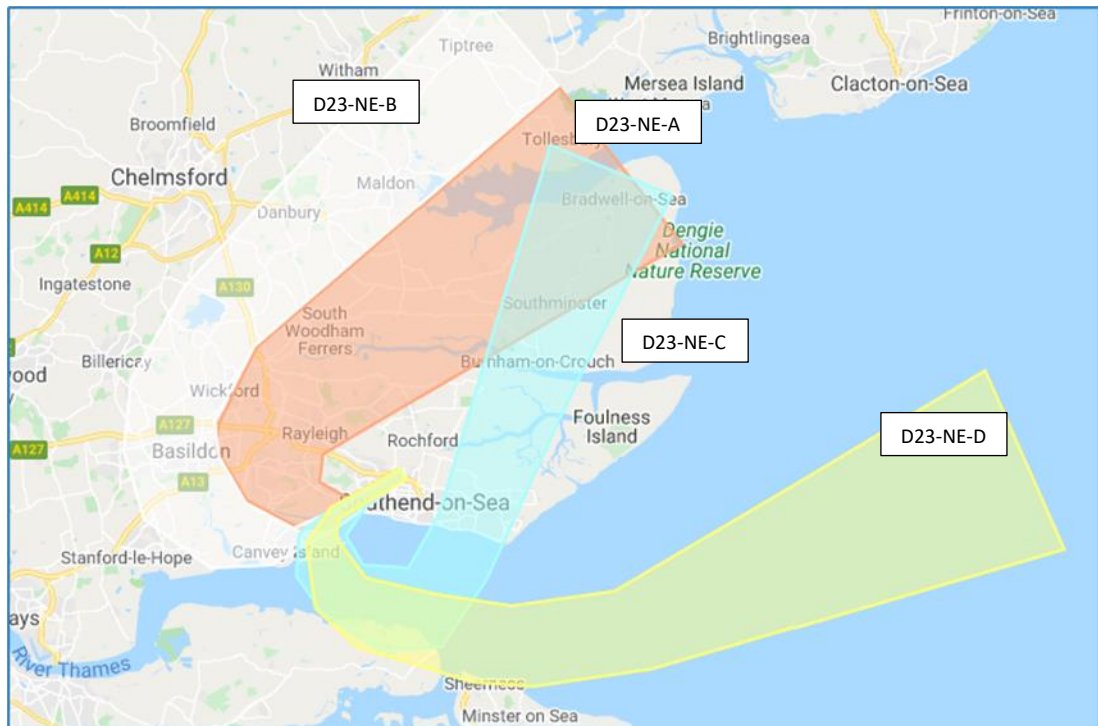 Frinton-on-Sea
Tiptree
Brightlingsea
Witham
Mersea Island
Clacton-on-Sea
D23-NE-B
D23-NE-A
Broomfield
Tollesbury
Chelmsford
Maldon
A414
A414
Danbury
Bradwell-on-Sea
A12
Dengie
National
Nature Reserve
Ingatestone
A130
Southminster
South
Woodham
Ferrers
D23-NE-C
Billericay
Burnham-on-Crouch
Wickford
Foulness
Island
A127
A127
Rayleigh
Rochford
D23-NE-D
Basildon
A13
Southend-on-Sea
Canvey Island
Stanford-le-Hope
River Thames
Sheerness
Minster on Sea